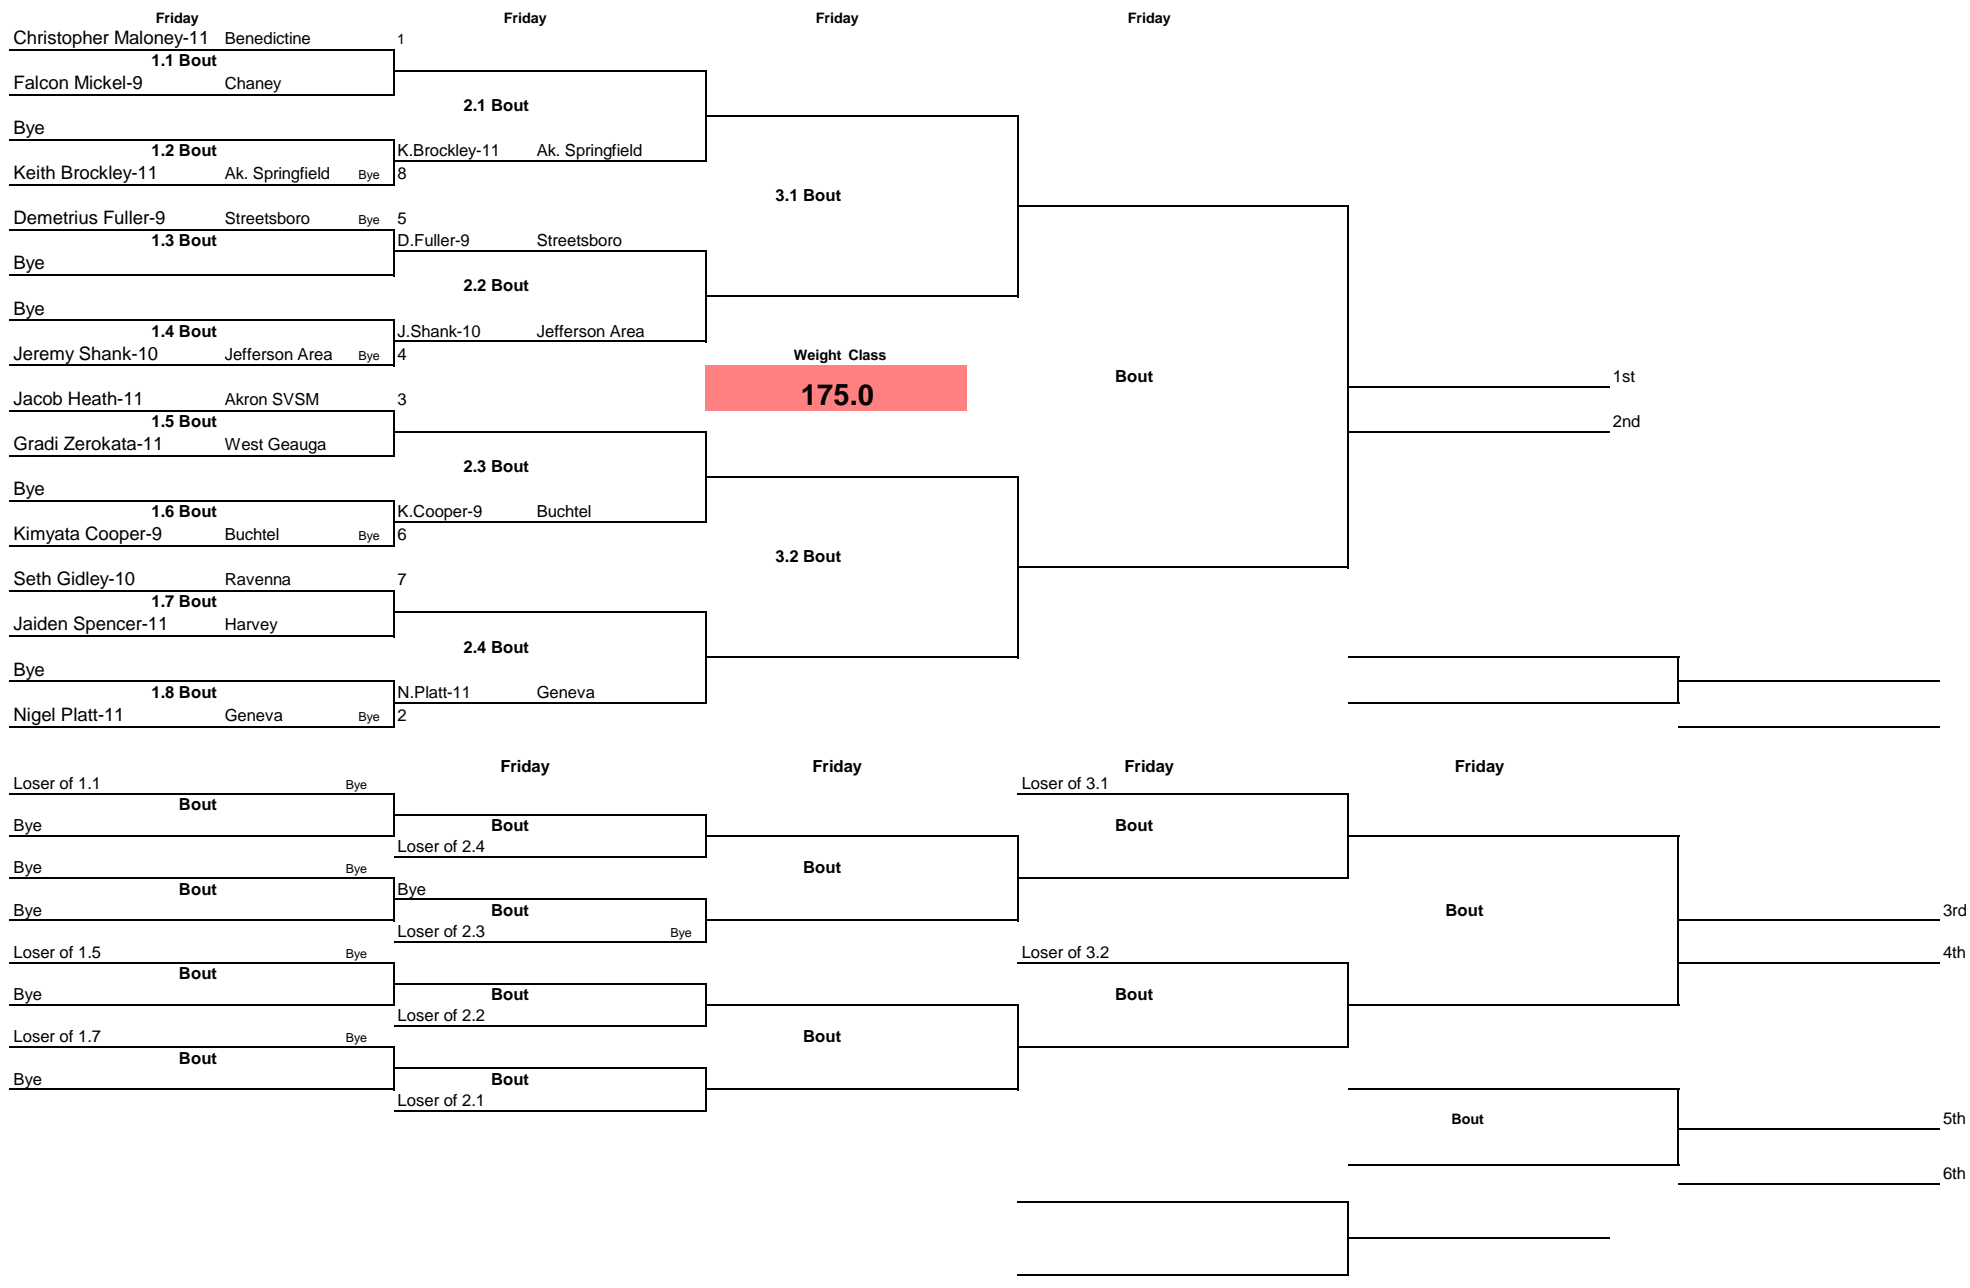 Friday Friday Friday Friday
Christopher Maloney-11 Benedictine 1
1.1 Bout
Falcon Mickel-9 Chaney
2.1 Bout
Bye
1.2 Bout K.Brockley-11 Ak. Springfield
Keith Brockley-11 Ak. Springfield Bye 8
3.1 Bout
Demetrius Fuller-9 Streetsboro Bye 5
1.3 Bout D.Fuller-9 Streetsboro
Bye
2.2 Bout
Bye
1.4 Bout J.Shank-10 Jefferson Area
Jeremy Shank-10 Jefferson Area Bye 4 Weight Class
Bout 1st
175.0
Jacob Heath-11 Akron SVSM 3
1.5 Bout 2nd
Gradi Zerokata-11 West Geauga
2.3 Bout
Bye
1.6 Bout K.Cooper-9 Buchtel
Kimyata Cooper-9 Buchtel Bye 6
3.2 Bout
Seth Gidley-10 Ravenna 7
1.7 Bout
Jaiden Spencer-11 Harvey
2.4 Bout
Bye
1.8 Bout N.Platt-11 Geneva
Nigel Platt-11 Geneva Bye 2
Friday Friday Friday Friday
Loser of 1.1 Bye Loser of 3.1
Bout
Bye Bout Bout
Loser of 2.4
Bye Bye Bout
Bout Bye
Bye Bout Bout 3rd
Loser of 2.3 Bye
Loser of 1.5 Bye Loser of 3.2 4th
Bout
Bye Bout Bout
Loser of 2.2
Loser of 1.7 Bye Bout
Bout
Bye Bout
Loser of 2.1
Bout 5th
6th